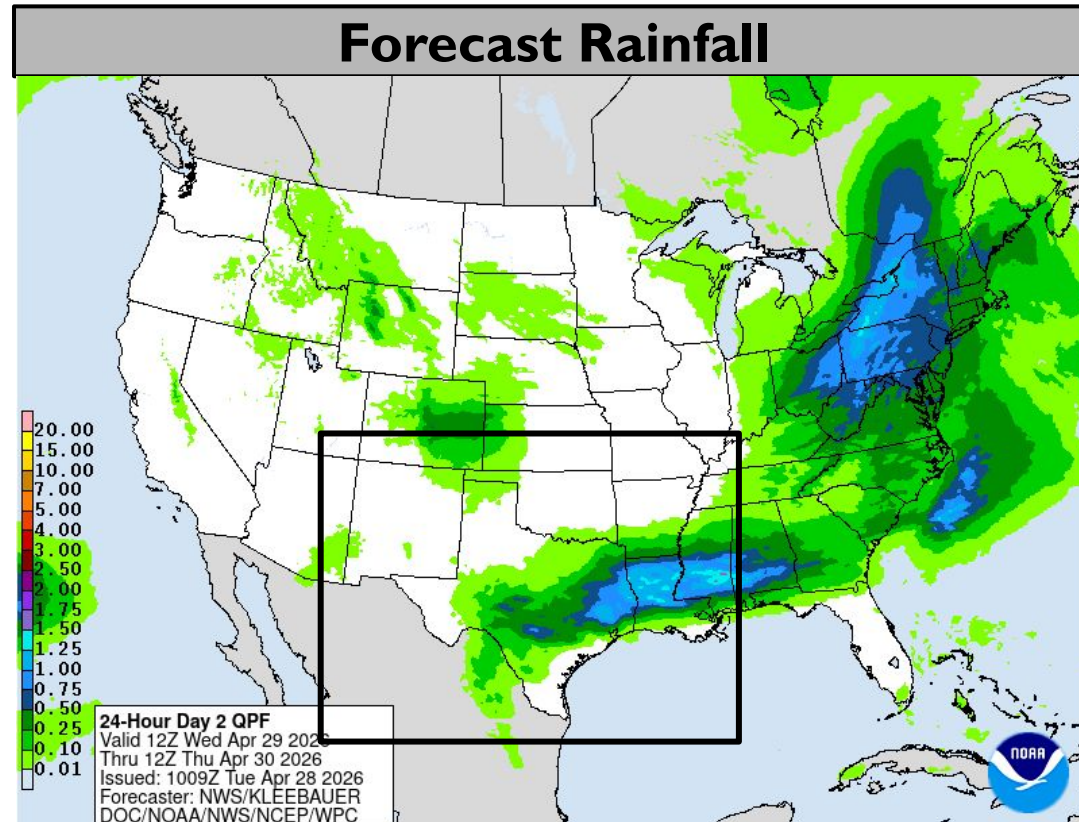 Forecast Rainfall
20.00
15.00
10.00
7.00
5.00
4.00
3.00
2.50
2.00
1.75
1.50
1.25
1.00
0.75
0.50
0.25
0.10
0.01
24-Hour Day 2 QPF
Valid 12Z Wed Apr 29 2026
Thru 12Z Thu Apr 30 2026
Issued: 1009Z Tue Apr 28 2026
Forecaster: NWS/KLEEBAUER
DOC/NOAA/NWS/NCEP/WPC
NOAA